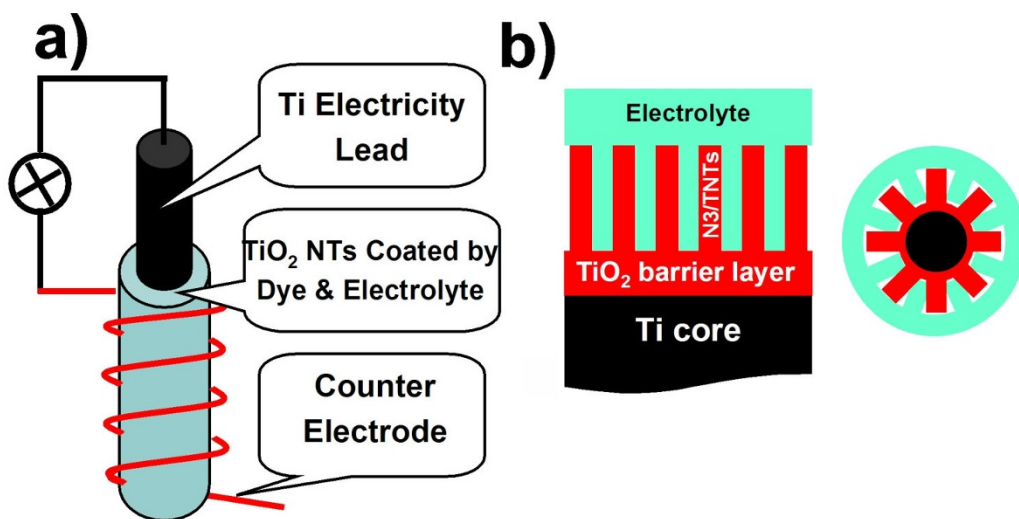 a)
Ti Electricity
Lead
TiO₂ NTs Coated by
Dye & Electrolyte
Counter
Electrode
b)
Electrolyte
N3/TNTs
TiO₂ barrier layer
Ti core